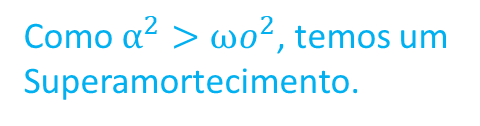 Como α² > ωo², temos um
Superamortecimento.